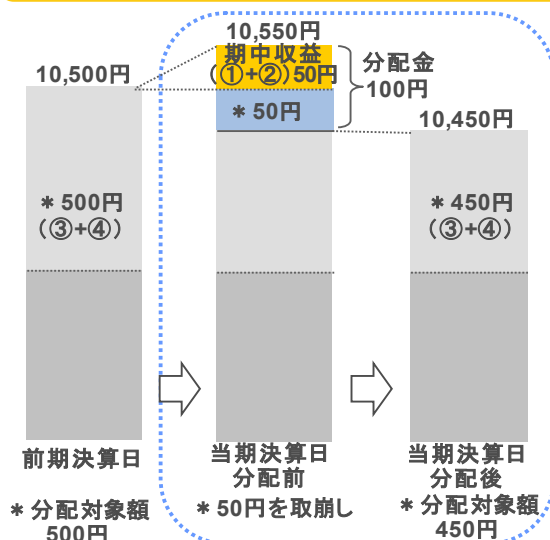 10,550円
期中収益
(①+②)50円
分配金
100円
10,500円
＊50円
10,450円
＊500円
(③+④)
＊450円
(③+④)
前期決算日
当期決算日
分配前
当期決算日
分配後
＊分配対象額
500円
＊50円を取崩し
＊分配対象額
450円